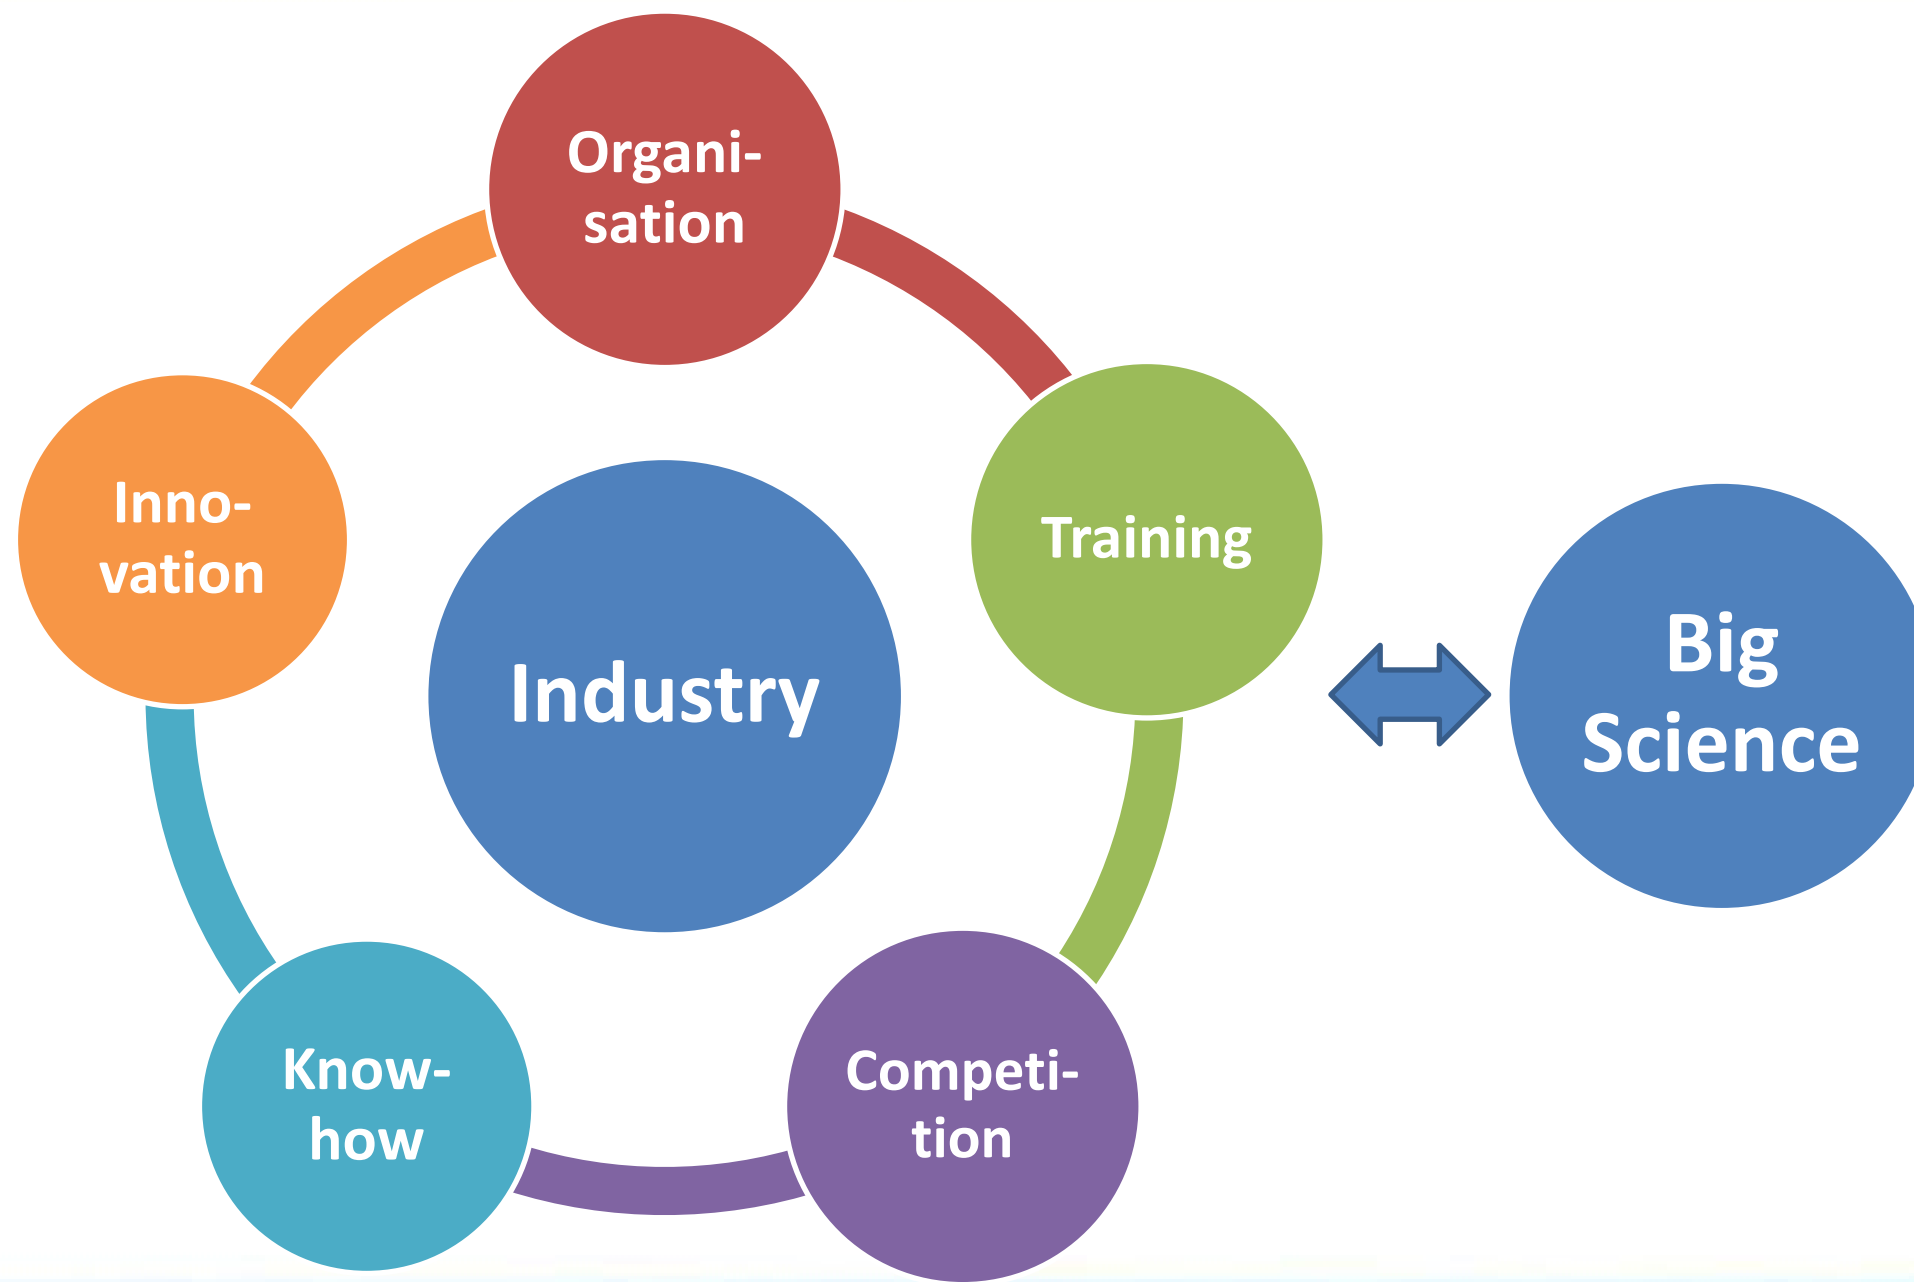 Organi-
sation
Inno-
vation
Training
Industry
Big
Science
Know-
how
Competi-
tion